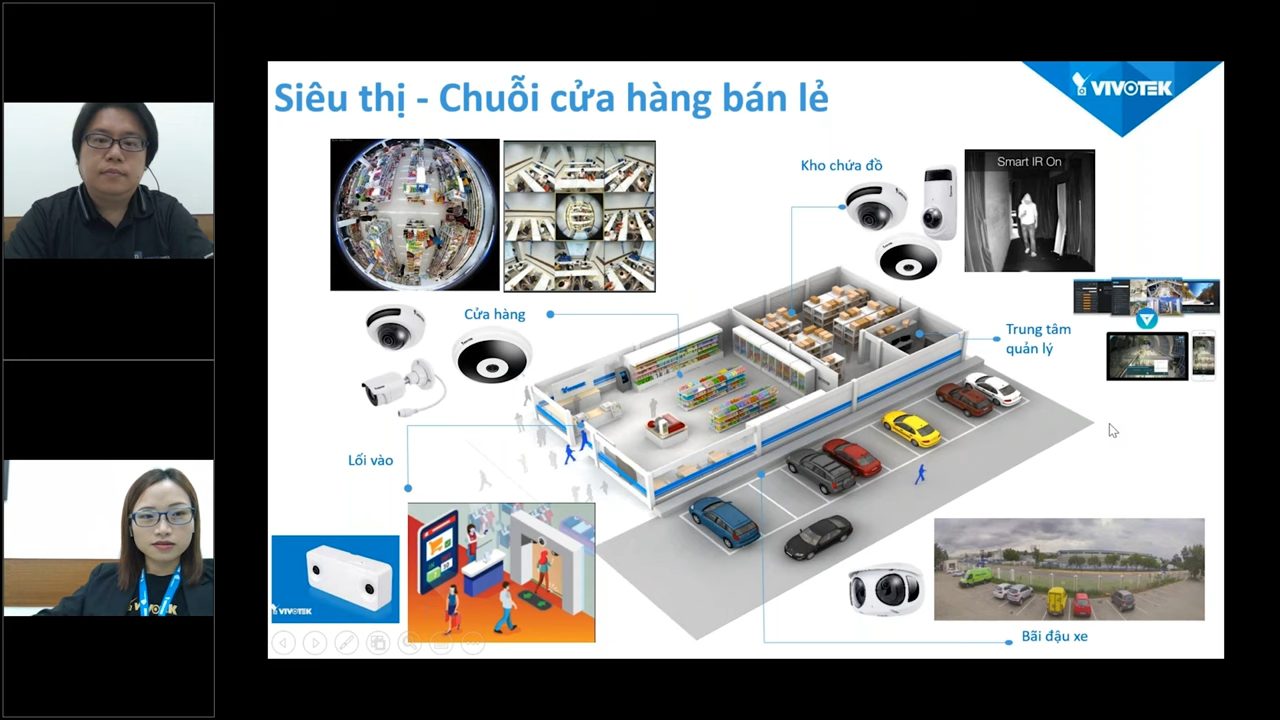 Siêu thị - Chuỗi cửa hàng bán lẻ
VIVOTEK
Kho chứa đồ
Smart IR On
Cửa hàng
Trung tâm
quản lý
Lối vào
VIVOTEK
VIVOTEK
Bãi đậu xe